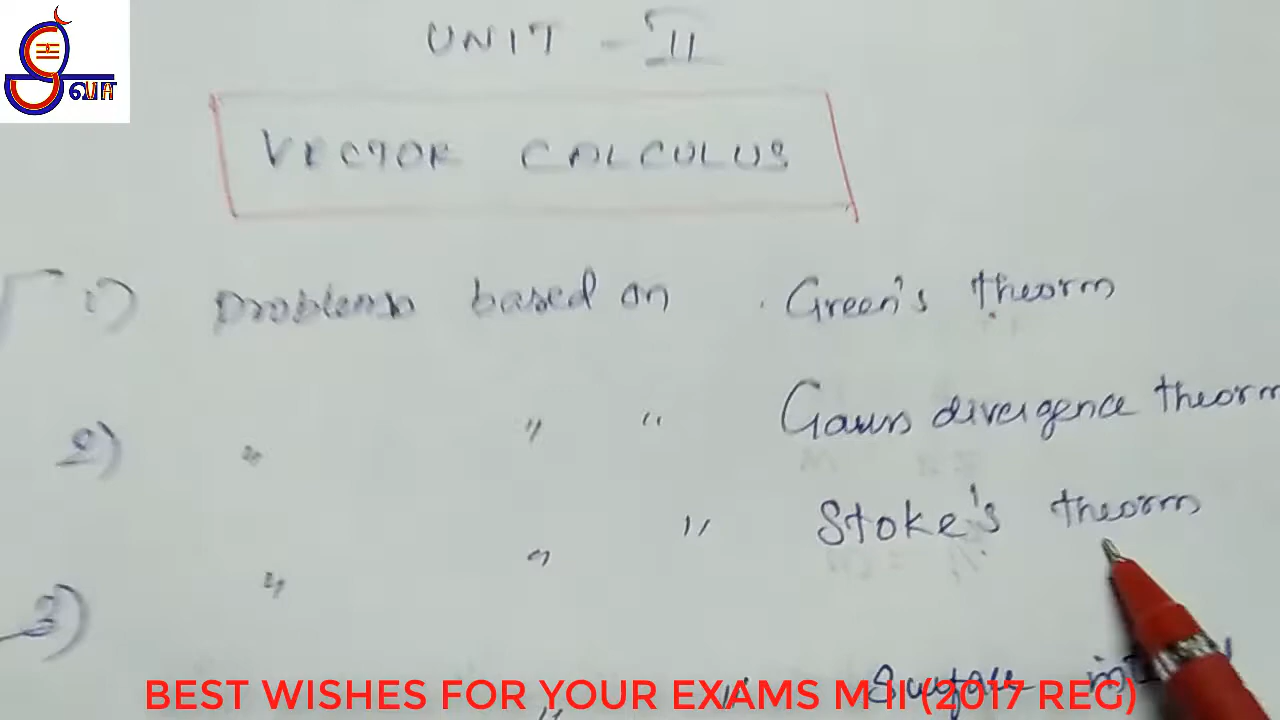 சிவா
UNIT - II
VECTOR CALCULUS
1) Problems based on Green's theorm
2) " " " Gauss divergence theorm
3) " " " Stoke's theorm
" " Surface
BEST WISHES FOR YOUR EXAMS M II (2017 REG)